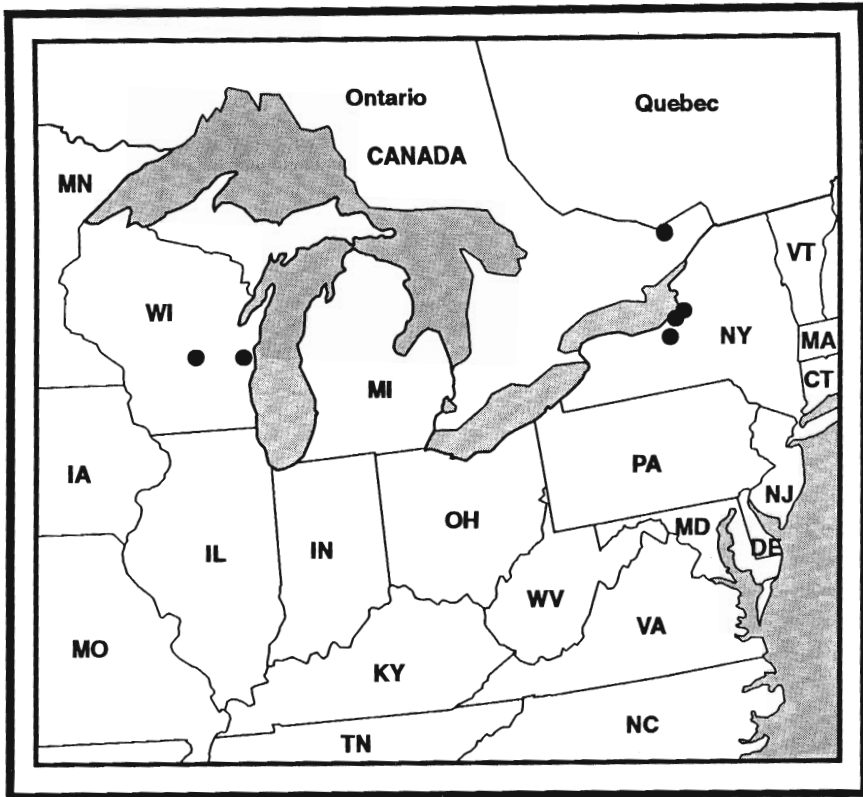 Ontario
Quebec
CANADA
MN
VT
WI
NY
MA
CT
MI
IA
PA
NJ
OH
MD
IL
IN
DE
WV
VA
MO
KY
NC
TN